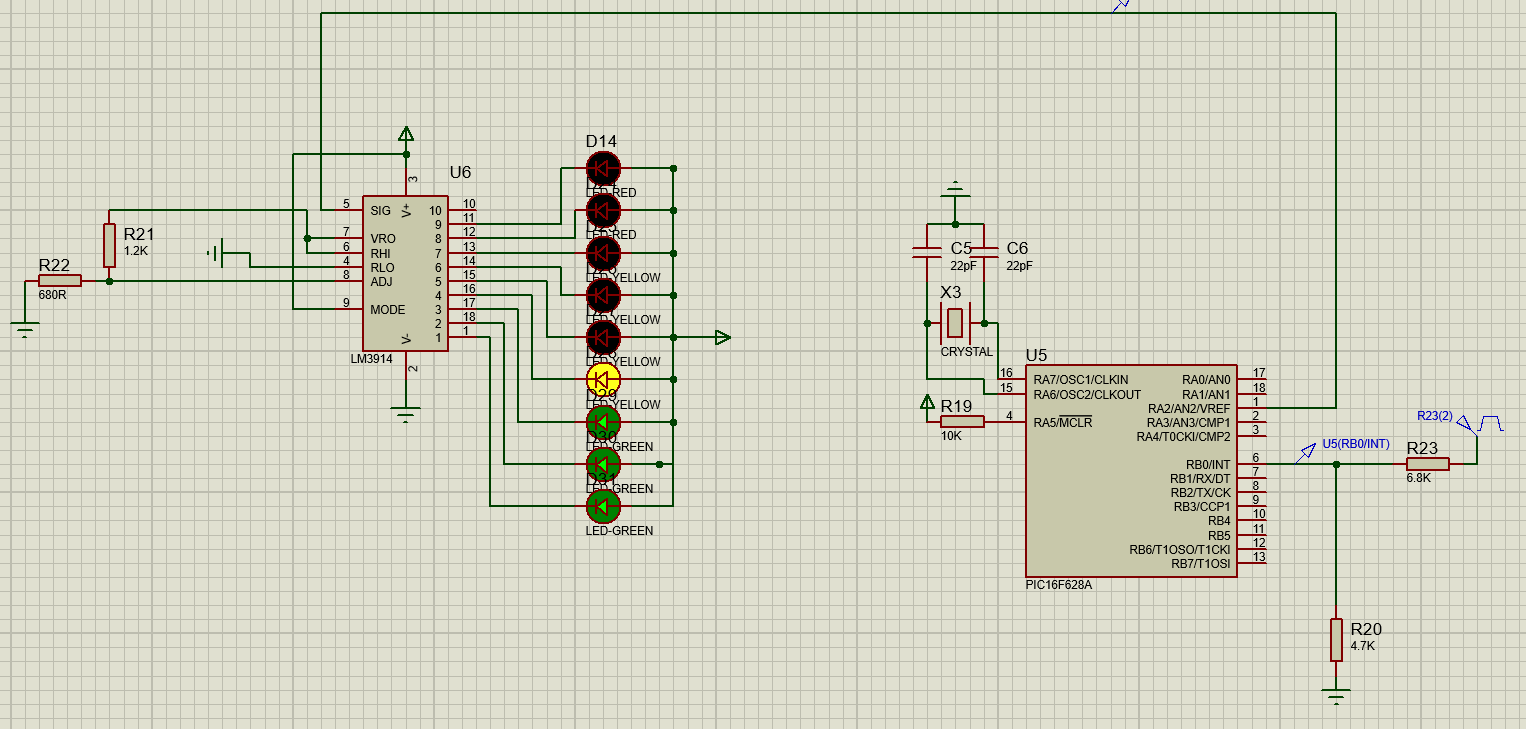 D14
U6
3
5 SIG V+ 10 10
9 11
7 VRO 8 12
6 RHI 7 13
4 RLO 6 14
8 ADJ 5 15
4 16
9 MODE 3 17
2 18
V- 1 1
LM3914
2
R21
1.2K
R22
680R
LED-RED
LED-RED
LED-YELLOW
LED-YELLOW
LED-YELLOW
LED-YELLOW
LED-GREEN
LED-GREEN
LED-GREEN
C5
22pF
C6
22pF
X3
CRYSTAL
U5
16 RA7/OSC1/CLKIN RA0/AN0 17
15 RA6/OSC2/CLKOUT RA1/AN1 18
RA2/AN2/VREF 1
4 RA5/MCLR RA3/AN3/CMP1 2
RA4/T0CKI/CMP2 3
RB0/INT 6
RB1/RX/DT 7
RB2/TX/CK 8
RB3/CCP1 9
RB4 10
RB5 11
RB6/T1OSO/T1CKI 12
RB7/T1OSI 13
PIC16F628A
R19
10K
R23(2)
U5(RB0/INT)
R23
6.8K
R20
4.7K